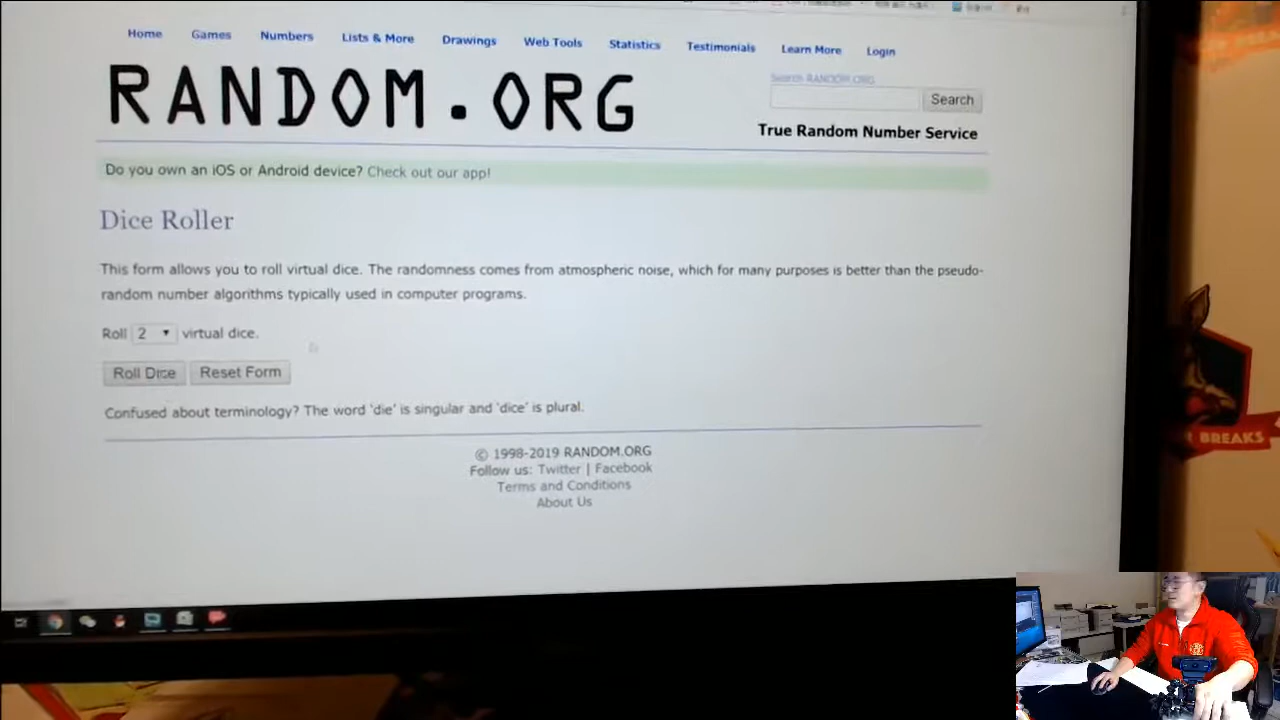 Home Games Numbers Lists & More Drawings Web Tools Statistics Testimonials Learn More Login
RANDOM.ORG
Search RANDOM.ORG
Search
True Random Number Service
Do you own an iOS or Android device? Check out our app!
Dice Roller
This form allows you to roll virtual dice. The randomness comes from atmospheric noise, which for many purposes is better than the pseudo-
random number algorithms typically used in computer programs.
Roll 2 virtual dice.
Roll Dice Reset Form
Confused about terminology? The word 'die' is singular and 'dice' is plural.
© 1998-2019 RANDOM.ORG
Follow us: Twitter | Facebook
Terms and Conditions
About Us
BREAKS